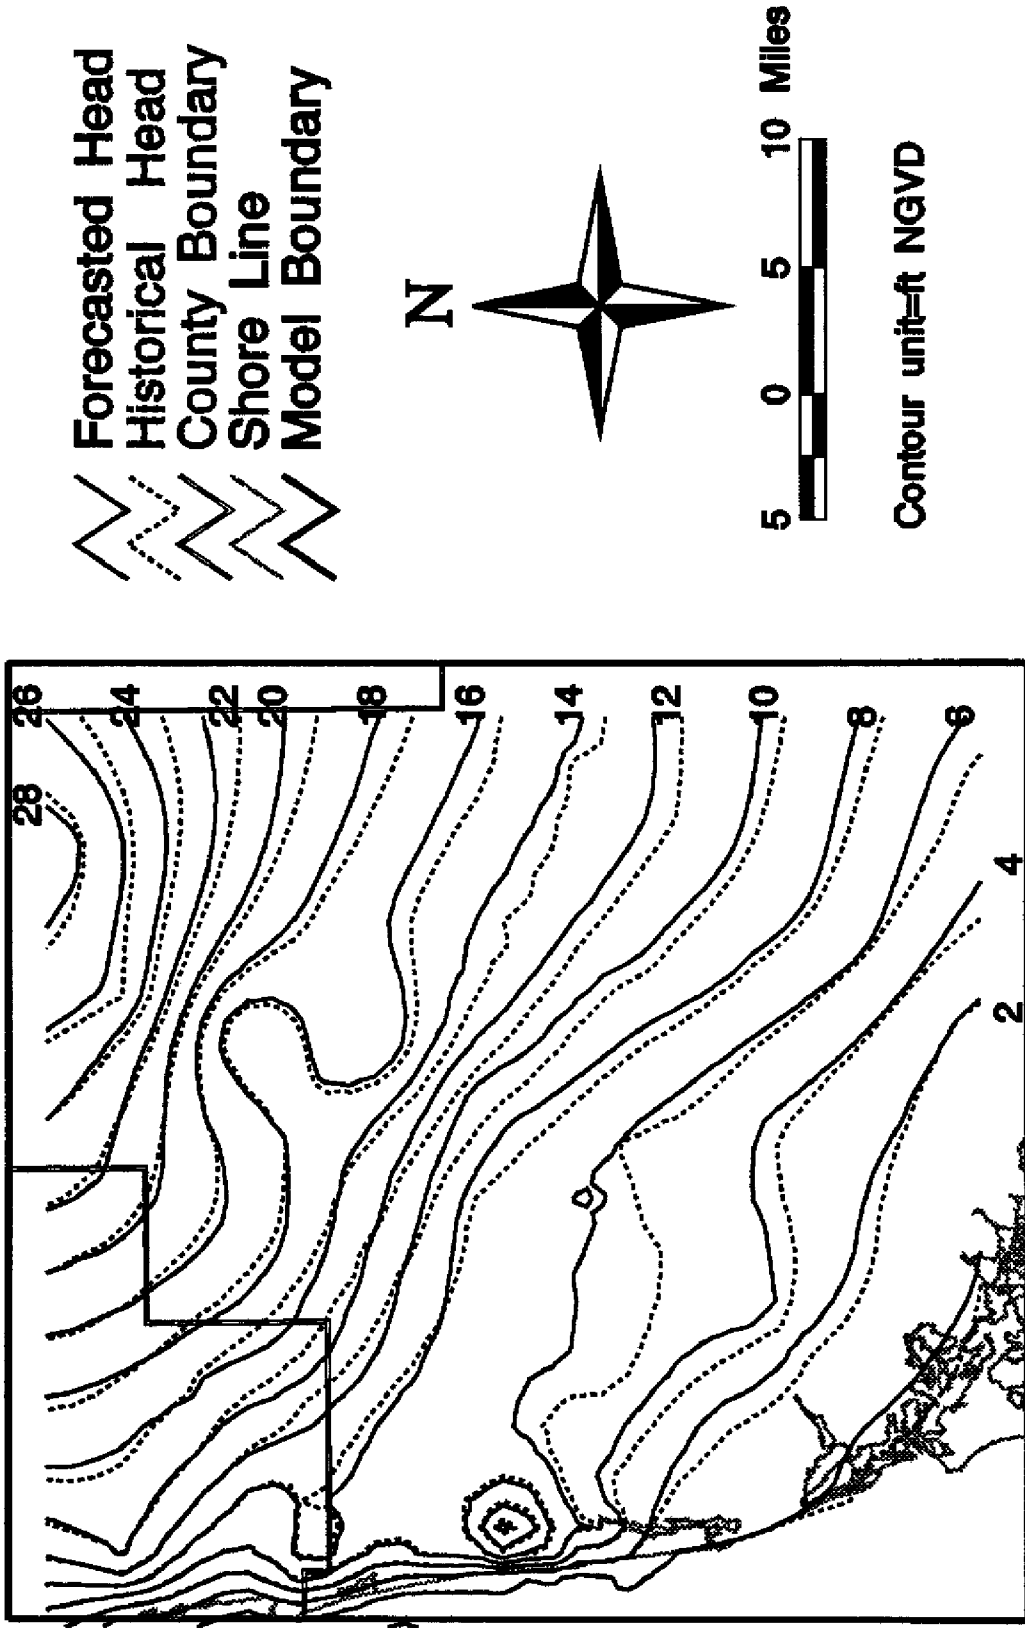 Forecasted Head
Historical Head
County Boundary
Shore Line
Model Boundary
N
5 0 5 10 Miles
Contour unit=ft NGVD
26
28
24
22
20
18
16
14
12
10
8
6
4
2